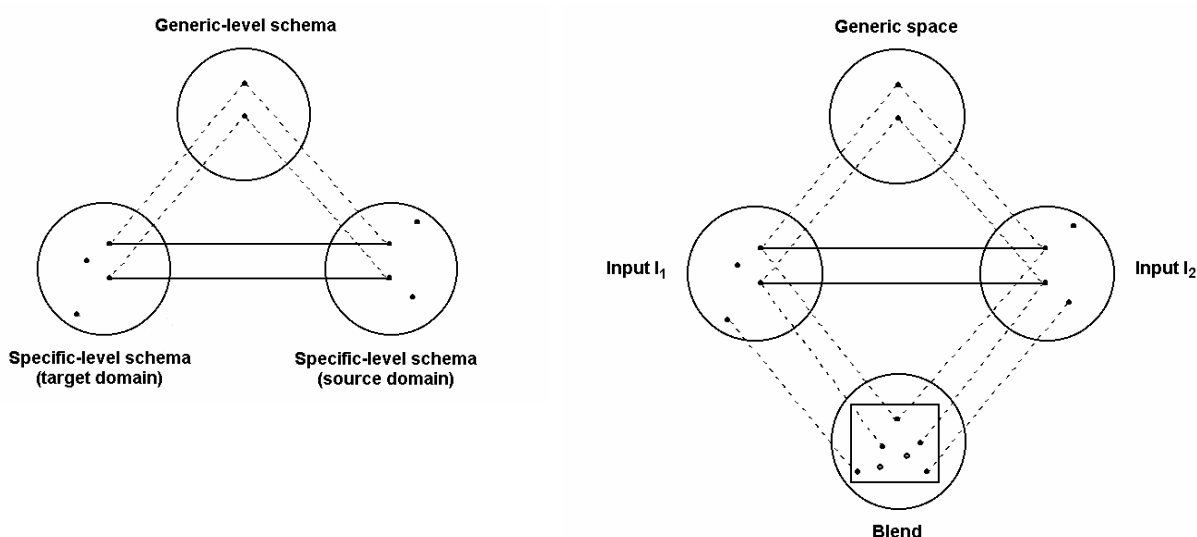 Generic-level schema
Specific-level schema
(target domain)
Specific-level schema
(source domain)
Generic space
Input I₁
Input I₂
Blend